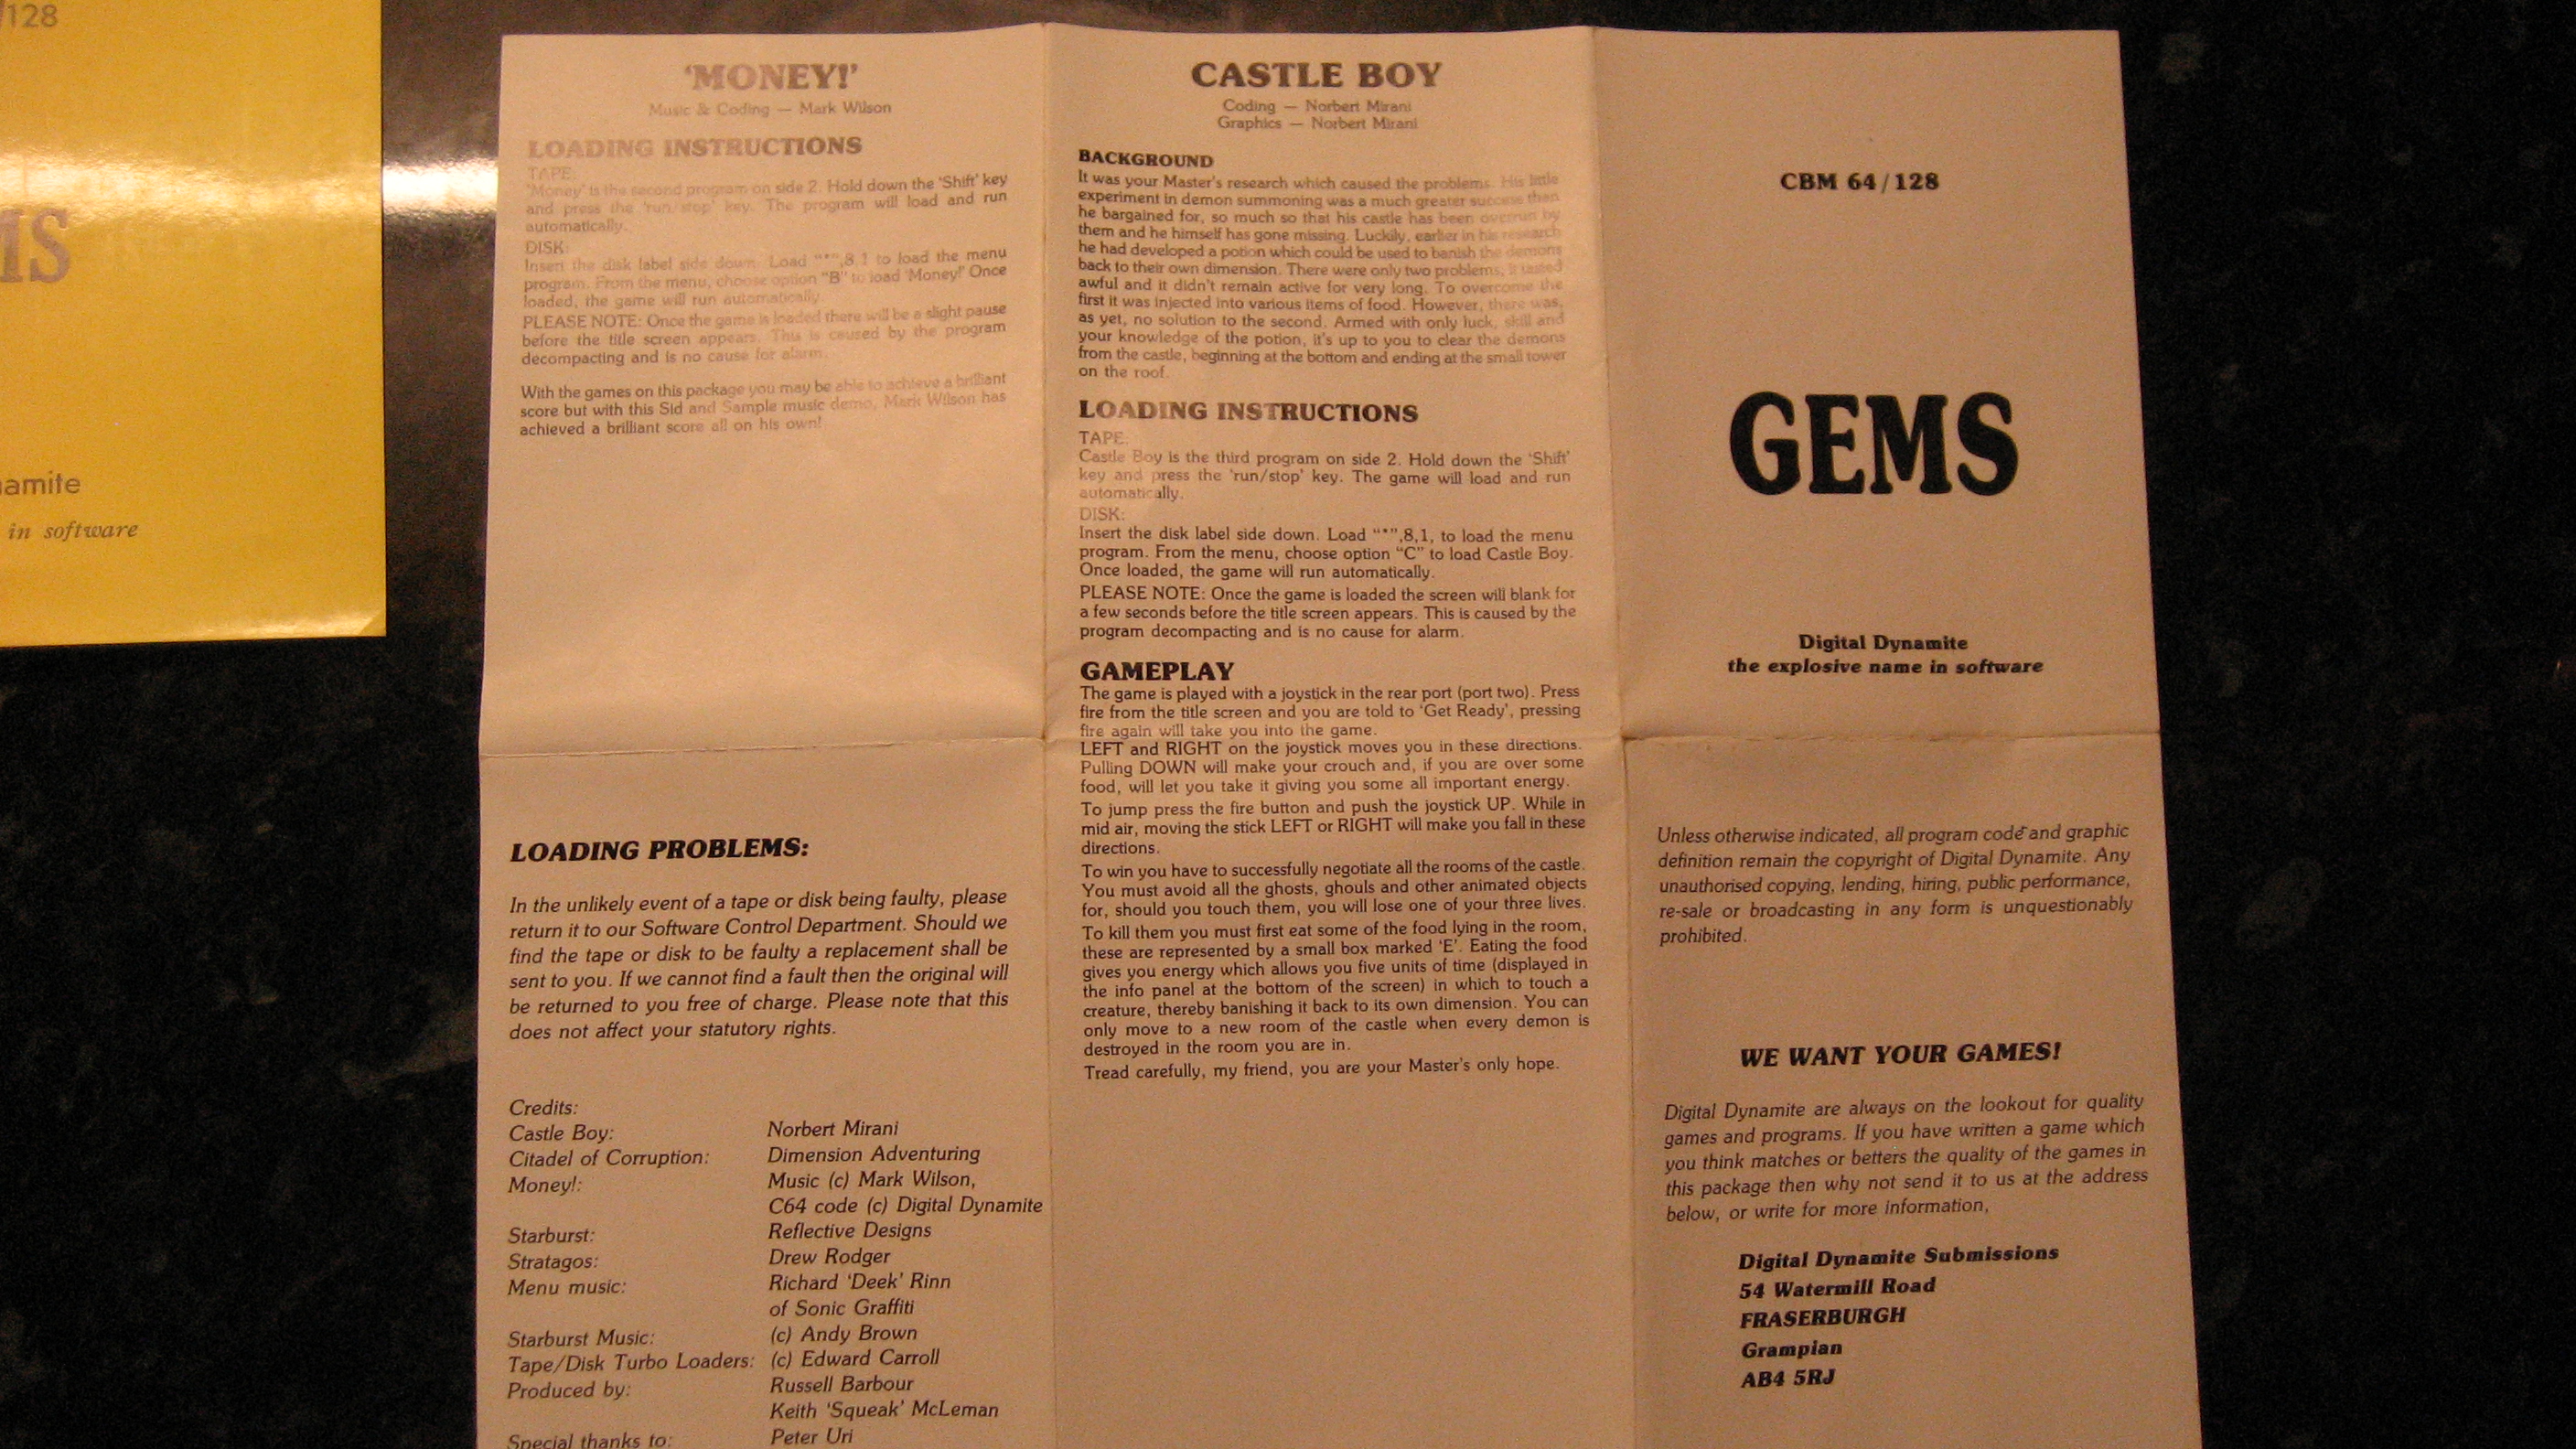 /128
MS
namite
in software
'MONEY!'
Music & Coding — Mark Wilson
LOADING INSTRUCTIONS
TAPE:
'Money' is the second program on side 2. Hold down the 'Shift' key
and press the 'run/stop' key. The program will load and run
automatically.
DISK:
Insert the disk label side down. Load "*",8,1 to load the menu
program. From the menu, choose option "B" to load 'Money!' Once
loaded, the game will run automatically.
PLEASE NOTE: Once the game is loaded there will be a slight pause
before the title screen appears. This is caused by the program
decompacting and is no cause for alarm.
With the games on this package you may be able to achieve a brilliant
score but with this Sid and Sample music demo, Mark Wilson has
achieved a brilliant score all on his own!
LOADING PROBLEMS:
In the unlikely event of a tape or disk being faulty, please
return it to our Software Control Department. Should we
find the tape or disk to be faulty a replacement shall be
sent to you. If we cannot find a fault then the original will
be returned to you free of charge. Please note that this
does not affect your statutory rights.
Credits:
Castle Boy: Norbert Mirani
Citadel of Corruption: Dimension Adventuring
Money!: Music (c) Mark Wilson,
C64 code (c) Digital Dynamite
Starburst: Reflective Designs
Stratagos: Drew Rodger
Menu music: Richard 'Deek' Rinn
of Sonic Graffiti
Starburst Music: (c) Andy Brown
Tape/Disk Turbo Loaders: (c) Edward Carroll
Produced by: Russell Barbour
Keith 'Squeak' McLeman
Special thanks to: Peter Uri
CASTLE BOY
Coding — Norbert Mirani
Graphics — Norbert Mirani
BACKGROUND
It was your Master's research which caused the problems. His little
experiment in demon summoning was a much greater success than
he bargained for, so much so that his castle has been overrun by
them and he himself has gone missing. Luckily, earlier in his research
he had developed a potion which could be used to banish the demons
back to their own dimension. There were only two problems, it tasted
awful and it didn't remain active for very long. To overcome the
first it was injected into various items of food. However, there was,
as yet, no solution to the second. Armed with only luck, skill and
your knowledge of the potion, it's up to you to clear the demons
from the castle, beginning at the bottom and ending at the small tower
on the roof.
LOADING INSTRUCTIONS
TAPE:
Castle Boy is the third program on side 2. Hold down the 'Shift'
key and press the 'run/stop' key. The game will load and run
automatically.
DISK:
Insert the disk label side down. Load "*",8,1, to load the menu
program. From the menu, choose option "C" to load Castle Boy.
Once loaded, the game will run automatically.
PLEASE NOTE: Once the game is loaded the screen will blank for
a few seconds before the title screen appears. This is caused by the
program decompacting and is no cause for alarm.
GAMEPLAY
The game is played with a joystick in the rear port (port two). Press
fire from the title screen and you are told to 'Get Ready', pressing
fire again will take you into the game.
LEFT and RIGHT on the joystick moves you in these directions.
Pulling DOWN will make your crouch and, if you are over some
food, will let you take it giving you some all important energy.
To jump press the fire button and push the joystick UP. While in
mid air, moving the stick LEFT or RIGHT will make you fall in these
directions.
To win you have to successfully negotiate all the rooms of the castle.
You must avoid all the ghosts, ghouls and other animated objects
for, should you touch them, you will lose one of your three lives.
To kill them you must first eat some of the food lying in the room,
these are represented by a small box marked 'E'. Eating the food
gives you energy which allows you five units of time (displayed in
the info panel at the bottom of the screen) in which to touch a
creature, thereby banishing it back to its own dimension. You can
only move to a new room of the castle when every demon is
destroyed in the room you are in.
Tread carefully, my friend, you are your Master's only hope.
CBM 64/128
GEMS
Digital Dynamite
the explosive name in software
Unless otherwise indicated, all program code and graphic
definition remain the copyright of Digital Dynamite. Any
unauthorised copying, lending, hiring, public performance,
re-sale or broadcasting in any form is unquestionably
prohibited.
WE WANT YOUR GAMES!
Digital Dynamite are always on the lookout for quality
games and programs. If you have written a game which
you think matches or betters the quality of the games in
this package then why not send it to us at the address
below, or write for more information,
Digital Dynamite Submissions
54 Watermill Road
FRASERBURGH
Grampian
AB4 5RJ